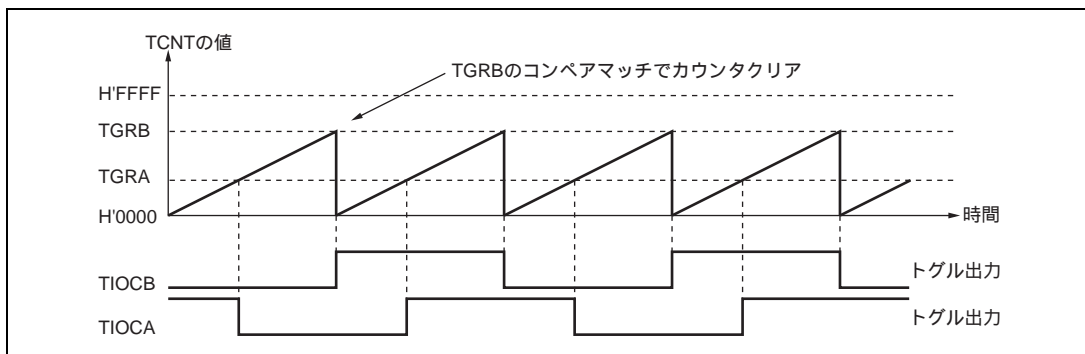 TCNTの値
TGRBのコンペアマッチでカウンタクリア
H'FFFF
TGRB
TGRA
H'0000
時間
トグル出力
TIOCB
トグル出力
TIOCA